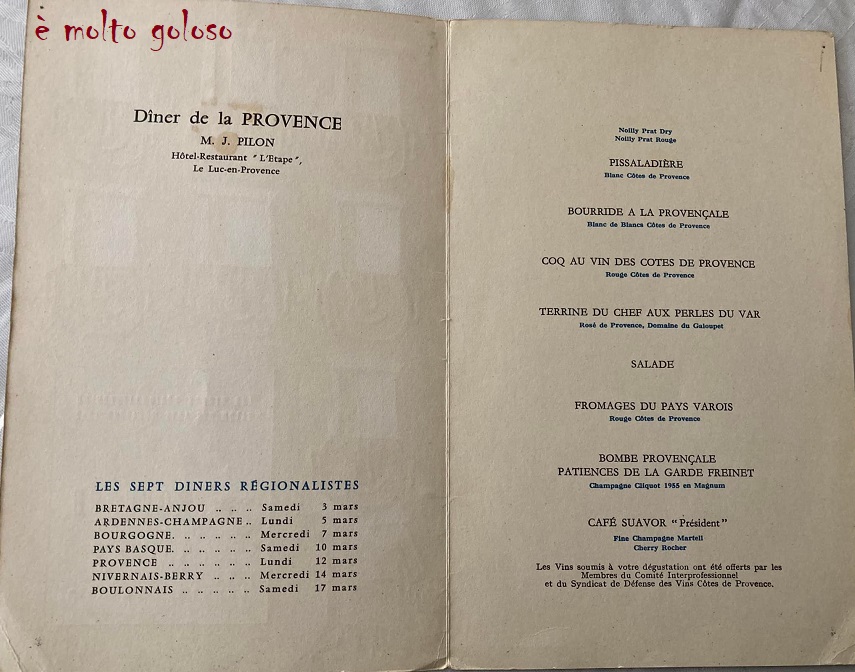 è molto goloso
Dîner de la PROVENCE
M. J. PILON
Hôtel-Restaurant "L'Etape",
Le Luc-en-Provence
LES SEPT DINERS RÉGIONALISTES
BRETAGNE-ANJOU .. .. .. Samedi 3 mars
ARDENNES-CHAMPAGNE .. Lundi 5 mars
BOURGOGNE. .. .. .. .. Mercredi 7 mars
PAYS BASQUE. .. .. .. .. Samedi 10 mars
PROVENCE .. .. .. .. .. Lundi 12 mars
NIVERNAIS-BERRY .. .. .. Mercredi 14 mars
BOULONNAIS .. .. .. .. .. Samedi 17 mars
Noilly Prat Dry
Noilly Prat Rouge
PISSALADIÈRE
Blanc Côtes de Provence
BOURRIDE A LA PROVENÇALE
Blanc de Blancs Côtes de Provence
COQ AU VIN DES COTES DE PROVENCE
Rouge Côtes de Provence
TERRINE DU CHEF AUX PERLES DU VAR
Rosé de Provence, Domaine du Galoupet
SALADE
FROMAGES DU PAYS VAROIS
Rouge Côtes de Provence
BOMBE PROVENÇALE
PATIENCES DE LA GARDE FREINET
Champagne Cliquot 1955 en Magnum
CAFÉ SUAVOR "Président"
Fine Champagne Martell
Cherry Rocher
Les Vins soumis à votre dégustation ont été offerts par les
Membres du Comité Interprofessionnel
et du Syndicat de Défense des Vins Côtes de Provence.